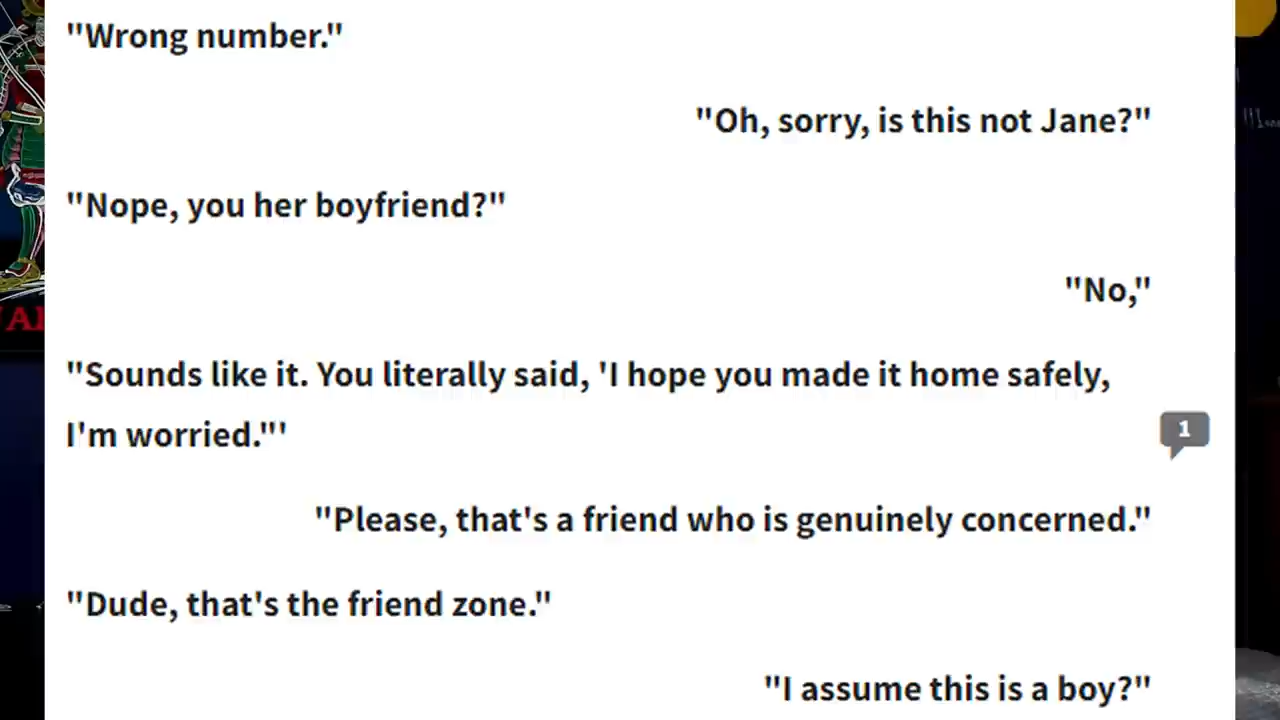 "Wrong number."
"Oh, sorry, is this not Jane?"
"Nope, you her boyfriend?"
"No,"
"Sounds like it. You literally said, 'I hope you made it home safely,
I'm worried."'
1
"Please, that's a friend who is genuinely concerned."
"Dude, that's the friend zone."
"I assume this is a boy?"